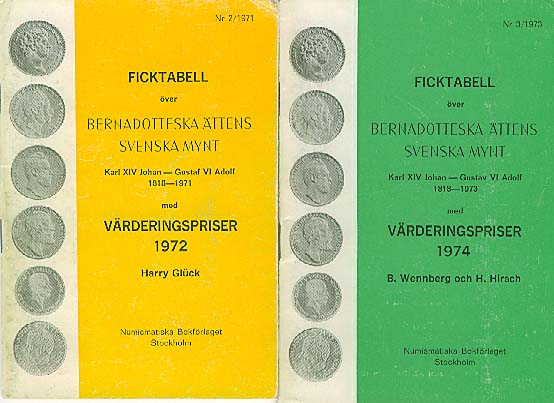 Nr 2/1971
FICKTABELL
över
BERNADOTTESKA ÄTTENS
SVENSKA MYNT
Karl XIV Johan — Gustaf VI Adolf
1818—1971
med
VÄRDERINGSPRISER
1972
Harry Glück
Numismatiska Bokförlaget
Stockholm
Nr 3/1973
FICKTABELL
över
BERNADOTTESKA ÄTTENS
SVENSKA MYNT
Karl XIV Johan — Gustav VI Adolf
1818—1973
med
VÄRDERINGSPRISER
1974
B. Wennberg och H. Hirsch
Numismatiska Bokförlaget
Stockholm